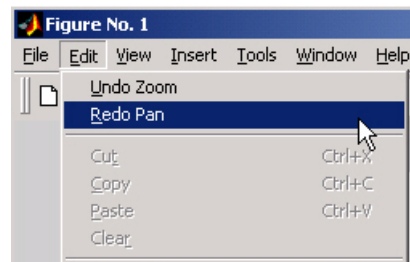 Figure No. 1
File Edit View Insert Tools Window Help
Undo Zoom
Redo Pan
Cut Ctrl+X
Copy Ctrl+C
Paste Ctrl+V
Clear